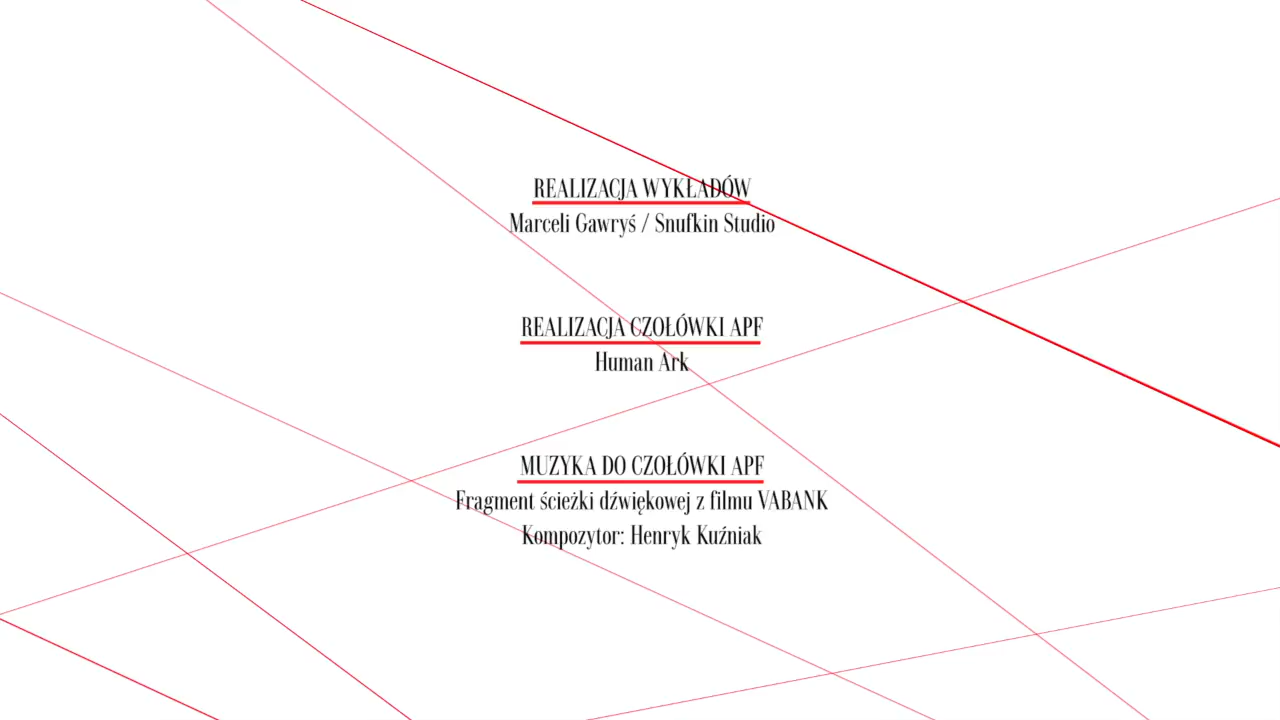 REALIZACJA WYKŁADÓW
Marceli Gawryś / Snufkin Studio
REALIZACJA CZOŁÓWKI APF
Human Ark
MUZYKA DO CZOŁÓWKI APF
Fragment ścieżki dźwiękowej z filmu VABANK
Kompozytor: Henryk Kuźniak